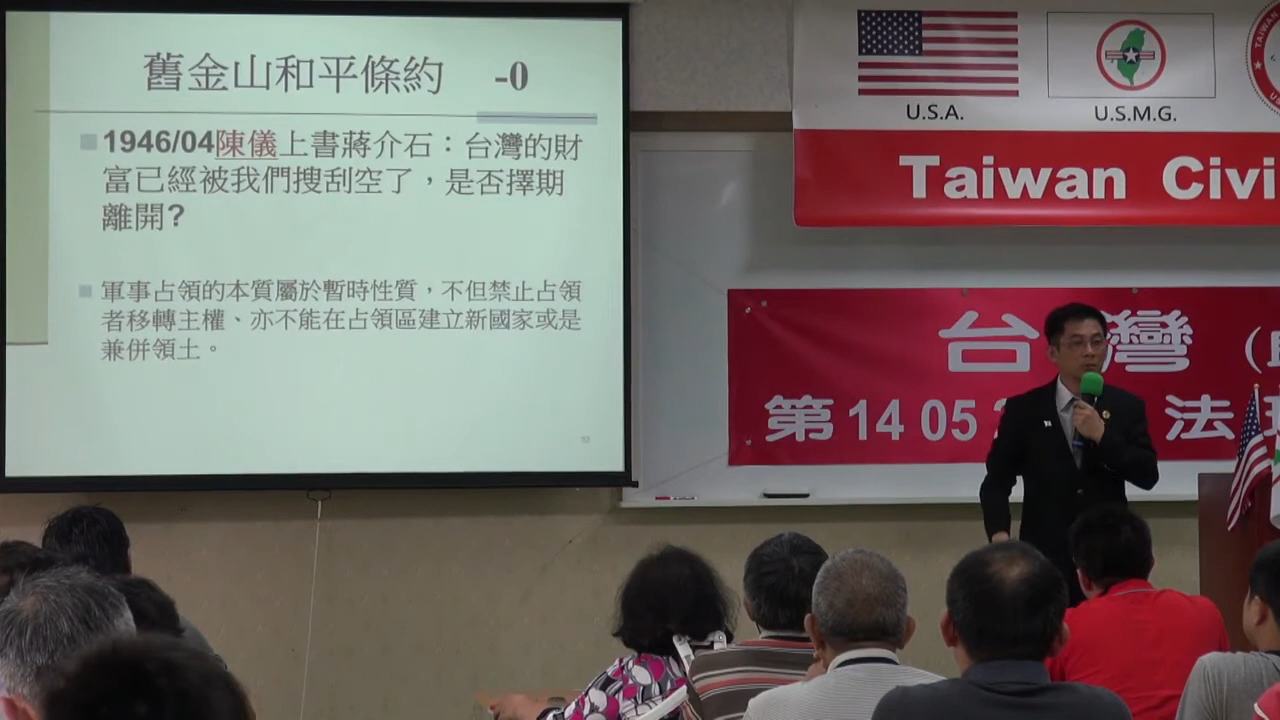 舊金山和平條約 -0
1946/04陳儀上書蔣介石：台灣的財
富已經被我們搜刮空了，是否擇期
離開?
軍事占領的本質屬於暫時性質，不但禁止占領
者移轉主權、亦不能在占領區建立新國家或是
兼併領土。
U.S.A.
U.S.M.G.
Taiwan Civi
台灣
第1405
法